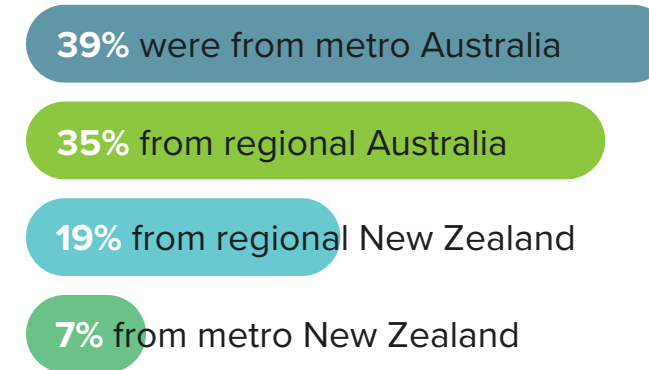 39% were from metro Australia
35% from regional Australia
19% from regional New Zealand
7% from metro New Zealand